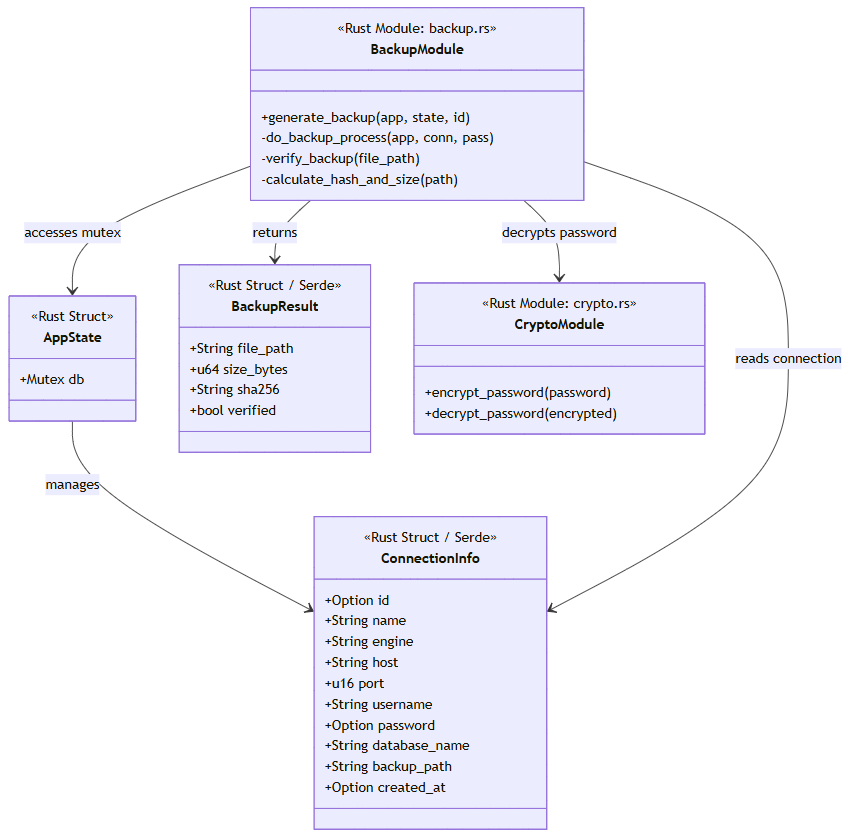 «Rust Module: backup.rs»
BackupModule
+generate_backup(app, state, id)
-do_backup_process(app, conn, pass)
-verify_backup(file_path)
-calculate_hash_and_size(path)
accesses mutex
returns
decrypts password
reads connection
«Rust Struct»
AppState
+Mutex db
«Rust Struct / Serde»
BackupResult
+String file_path
+u64 size_bytes
+String sha256
+bool verified
«Rust Module: crypto.rs»
CryptoModule
+encrypt_password(password)
+decrypt_password(encrypted)
manages
«Rust Struct / Serde»
ConnectionInfo
+Option id
+String name
+String engine
+String host
+u16 port
+String username
+Option password
+String database_name
+String backup_path
+Option created_at